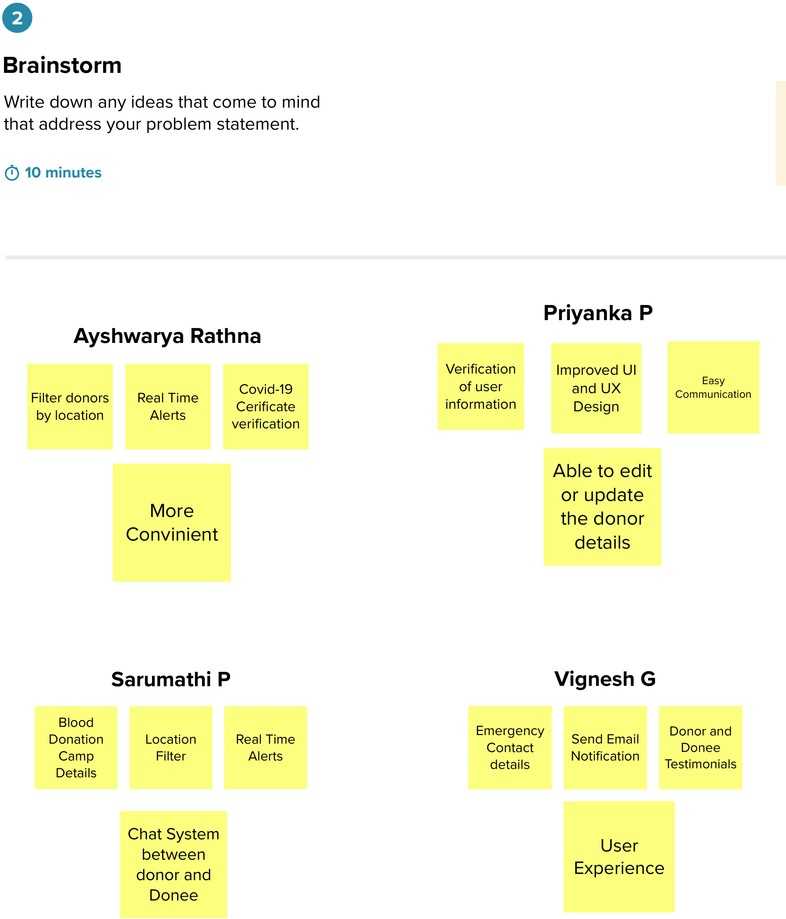 2
Brainstorm
Write down any ideas that come to mind
that address your problem statement.
10 minutes
Ayshwarya Rathna
Filter donors
by location
Real Time
Alerts
Covid-19
Cerificate
verification
More
Convinient
Priyanka P
Verification
of user
information
Improved UI
and UX
Design
Easy
Communication
Able to edit
or update
the donor
details
Sarumathi P
Blood
Donation
Camp
Details
Location
Filter
Real Time
Alerts
Chat System
between
donor and
Donee
Vignesh G
Emergency
Contact
details
Send Email
Notification
Donor and
Donee
Testimonials
User
Experience